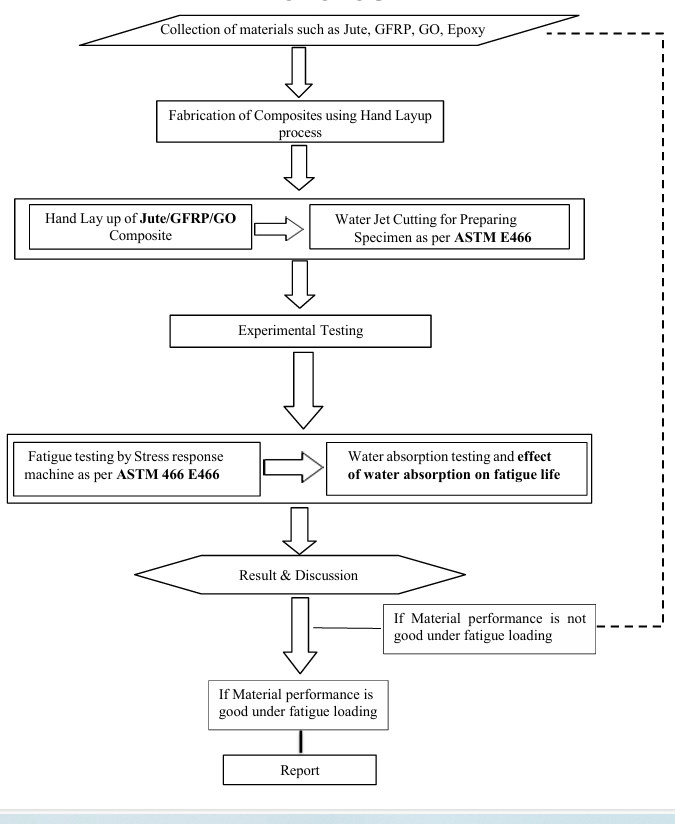 Collection of materials such as Jute, GFRP, GO, Epoxy
Fabrication of Composites using Hand Layup
process
Hand Lay up of Jute/GFRP/GO
Composite
Water Jet Cutting for Preparing
Specimen as per ASTM E466
Experimental Testing
Fatigue testing by Stress response
machine as per ASTM 466 E466
Water absorption testing and effect
of water absorption on fatigue life
Result & Discussion
If Material performance is not
good under fatigue loading
If Material performance is
good under fatigue loading
Report